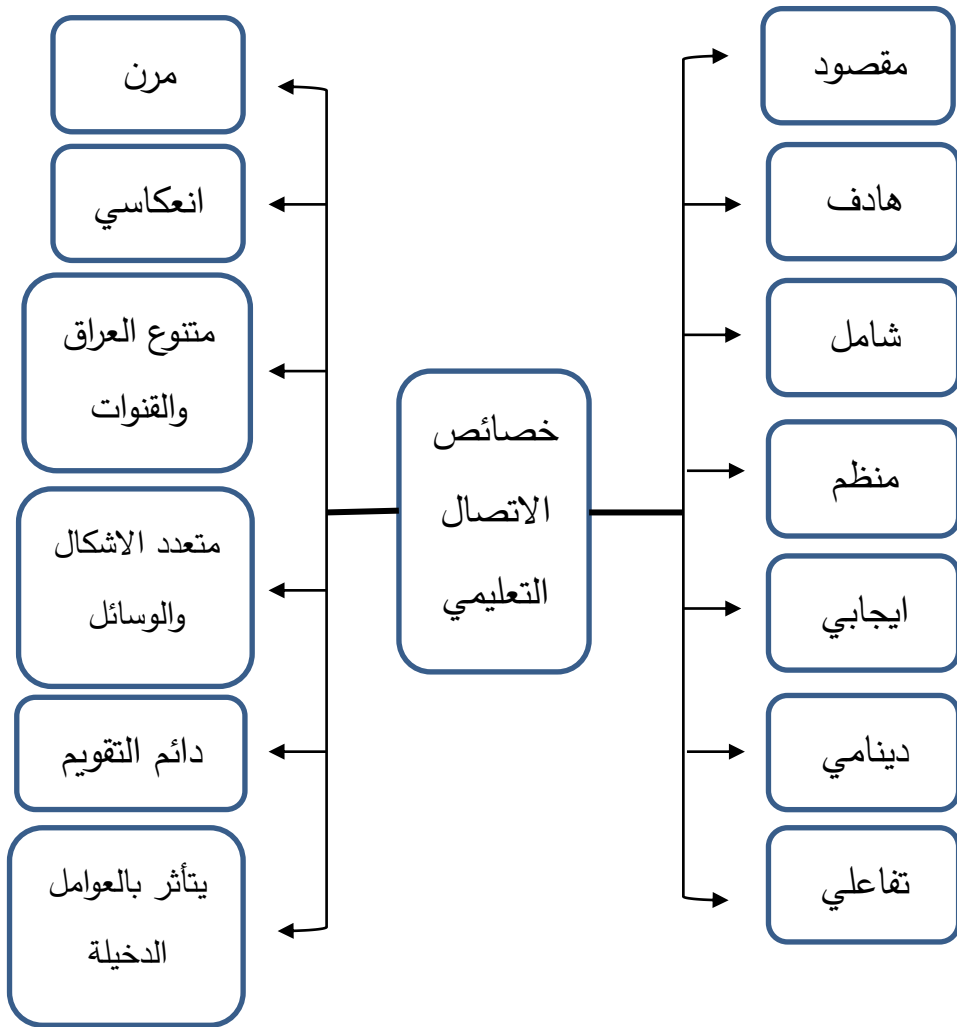 خصائص
الاتصال
التعليمي
مقصود
هادف
شامل
منظم
ايجابي
دينامي
تفاعلي
مرن
انعكاسي
متنوع العراق
والقنوات
متعدد الاشكال
والوسائل
دائم التقويم
يتأثر بالعوامل
الدخيلة